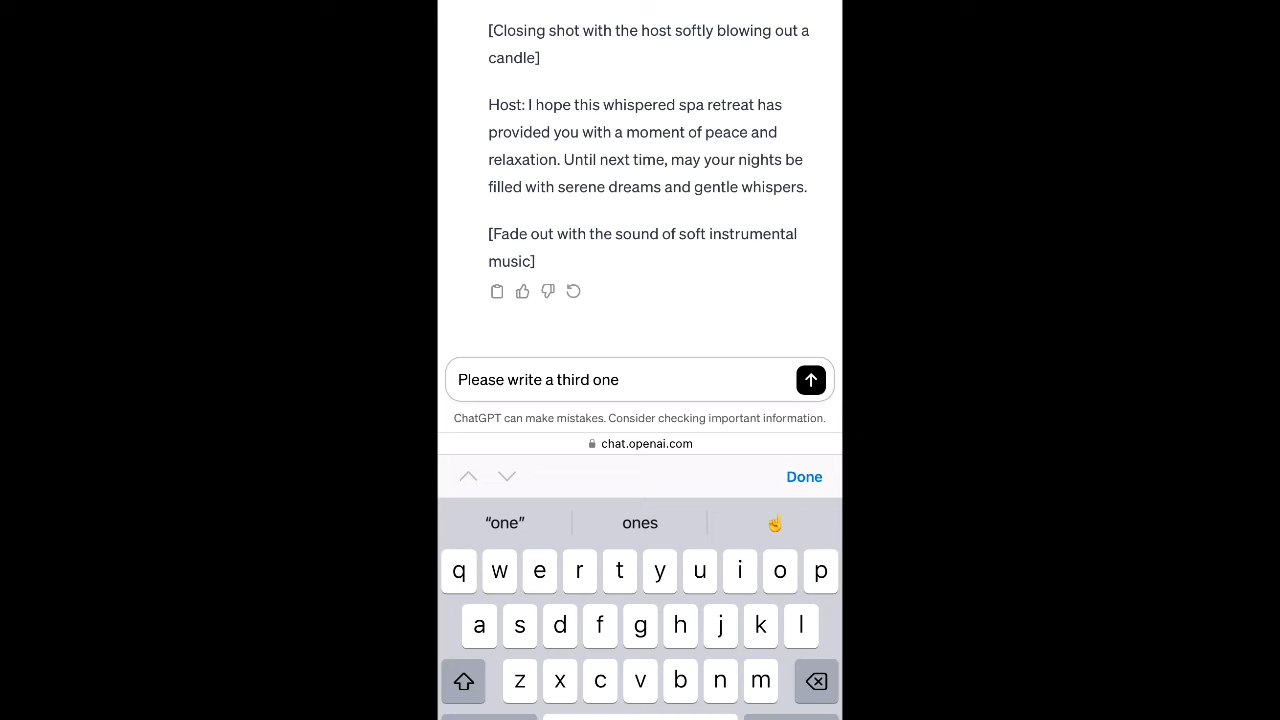 [Closing shot with the host softly blowing out a
candle]
Host: I hope this whispered spa retreat has
provided you with a moment of peace and
relaxation. Until next time, may your nights be
filled with serene dreams and gentle whispers.
[Fade out with the sound of soft instrumental
music]
Please write a third one
ChatGPT can make mistakes. Consider checking important information.
chat.openai.com
Done
“one” ones ☝️
q w e r t y u i o p
a s d f g h j k l
z x c v b n m